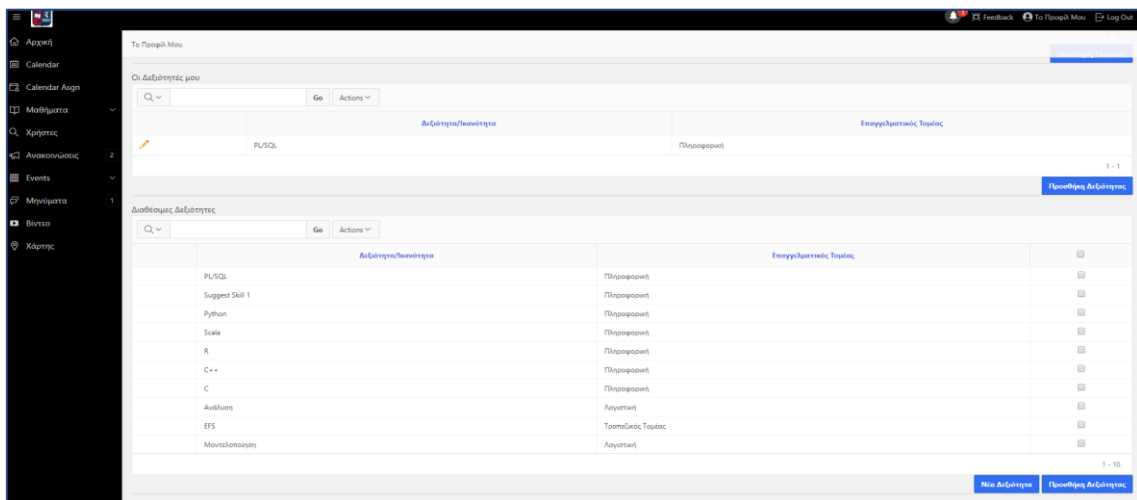 1 Feedback Το Προφίλ Μου Log Out
Αρχική
Calendar
Calendar Asgn
Μαθήματα
Χρήστες
Ανακοινώσεις 2
Events
Μηνύματα 1
Βίντεο
Χάρτης
Το Προφίλ Μου
Οι Δεξιότητές μου
Go Actions
Δεξιότητα/Ικανότητα Επαγγελματικός Τομέας
PL/SQL Πληροφορική
1 - 1
Προσθήκη Δεξιότητας
Διαθέσιμες Δεξιότητες
Go Actions
Δεξιότητα/Ικανότητα Επαγγελματικός Τομέας
PL/SQL Πληροφορική
Suggest Skill 1 Πληροφορική
Python Πληροφορική
Scala Πληροφορική
R Πληροφορική
C++ Πληροφορική
C Πληροφορική
Ανάλυση Λογιστική
EFS Τραπεζικός Τομέας
Μοντελοποίηση Λογιστική
1 - 10
Νέα Δεξιότητα Προσθήκη Δεξιότητας